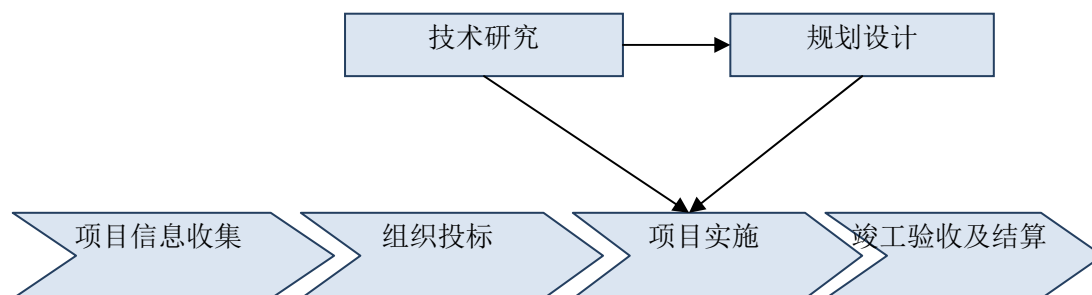 技术研究
规划设计
项目信息收集
组织投标
项目实施
竣工验收及结算